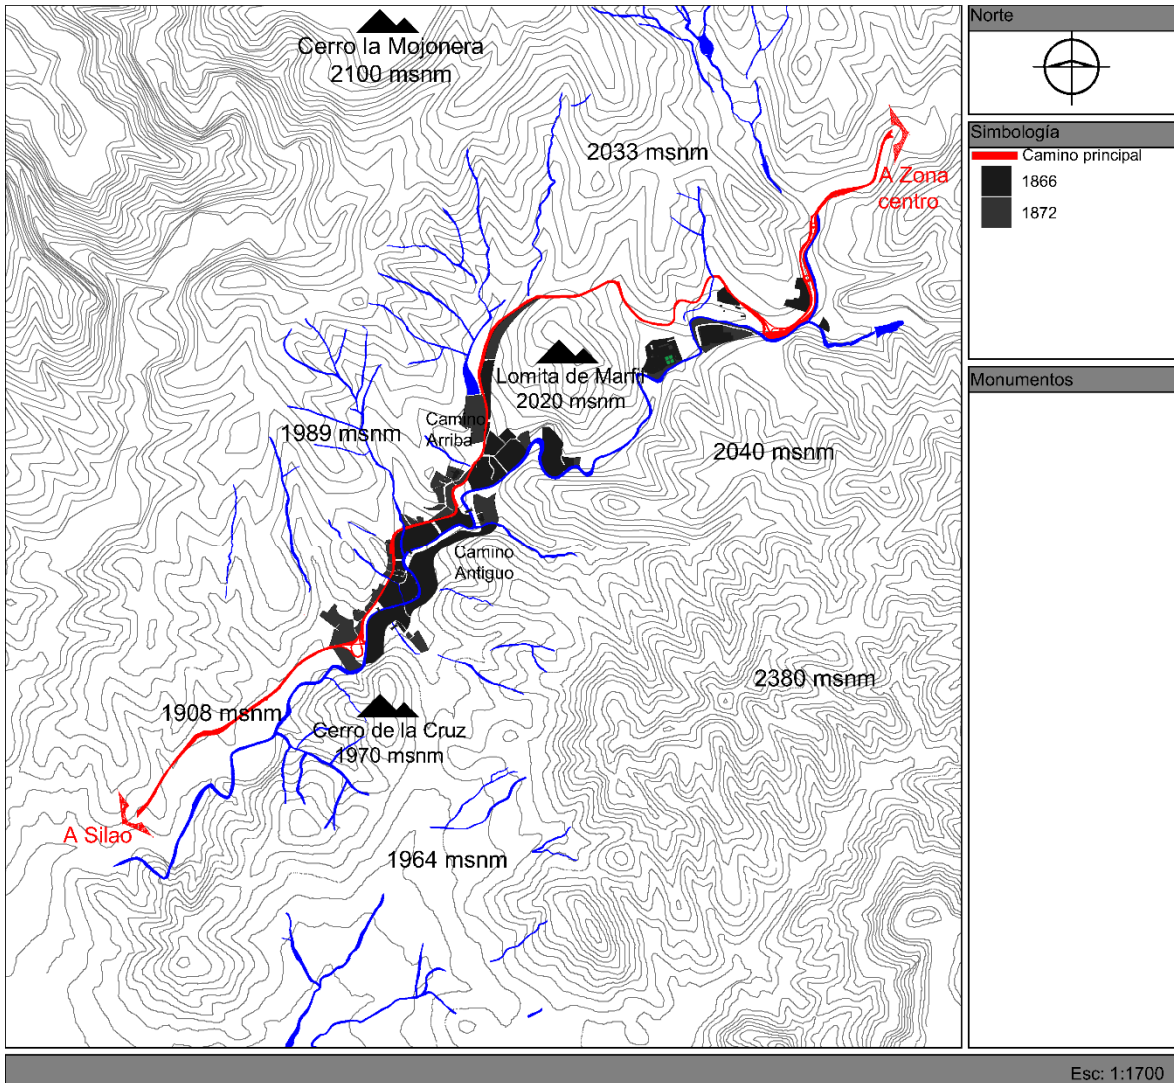 Cerro la Mojonera
2100 msnm
2033 msnm
A Zona
centro
Lomita de Marfil
2020 msnm
Camino
Arriba
1989 msnm
2040 msnm
Camino
Antiguo
2380 msnm
1908 msnm
Cerro de la Cruz
1970 msnm
A Silao
1964 msnm
Norte
Simbología
Camino principal
1866
1872
Monumentos
Esc: 1:1700